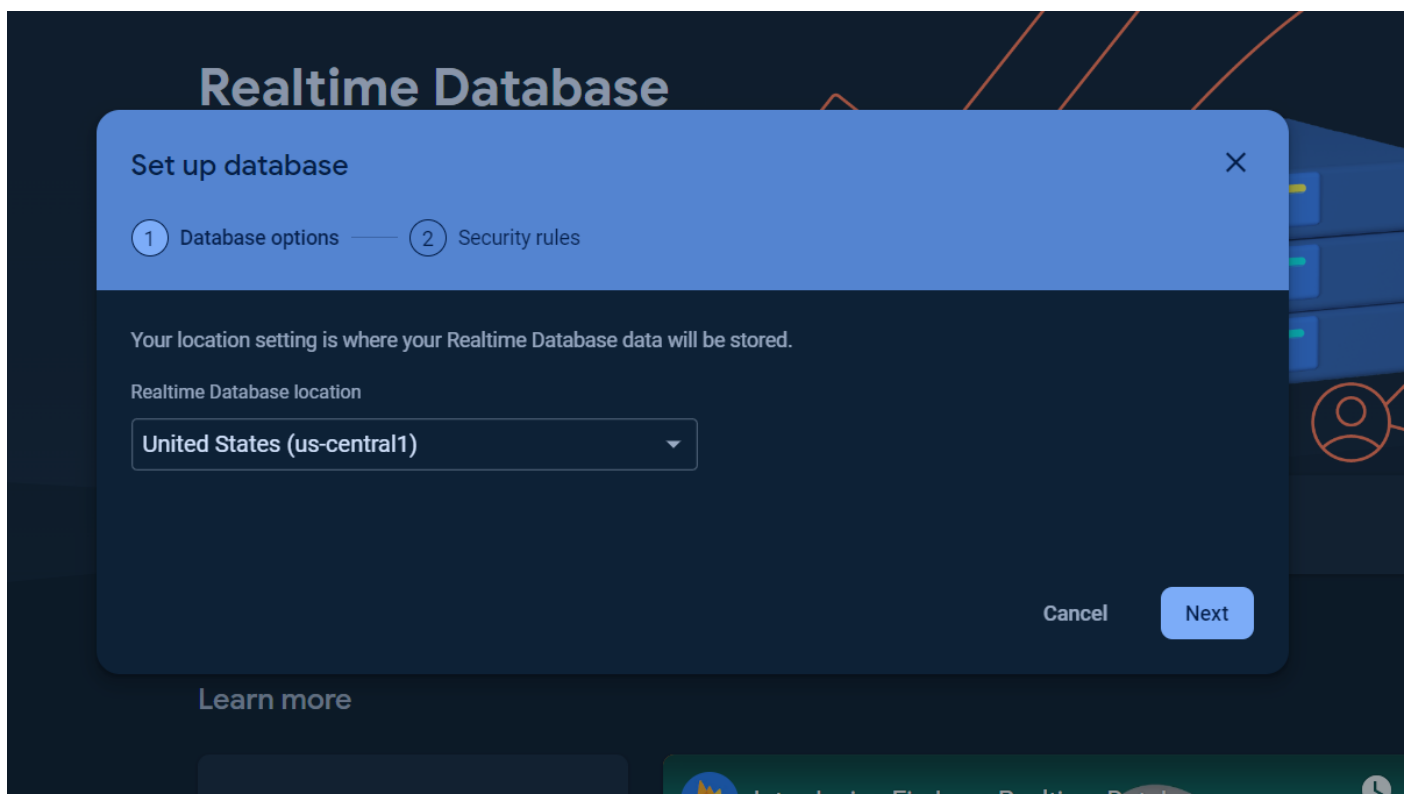 Realtime Database
Set up database
1 Database options 2 Security rules
Your location setting is where your Realtime Database data will be stored.
Realtime Database location
United States (us-central1)
Cancel Next
Learn more